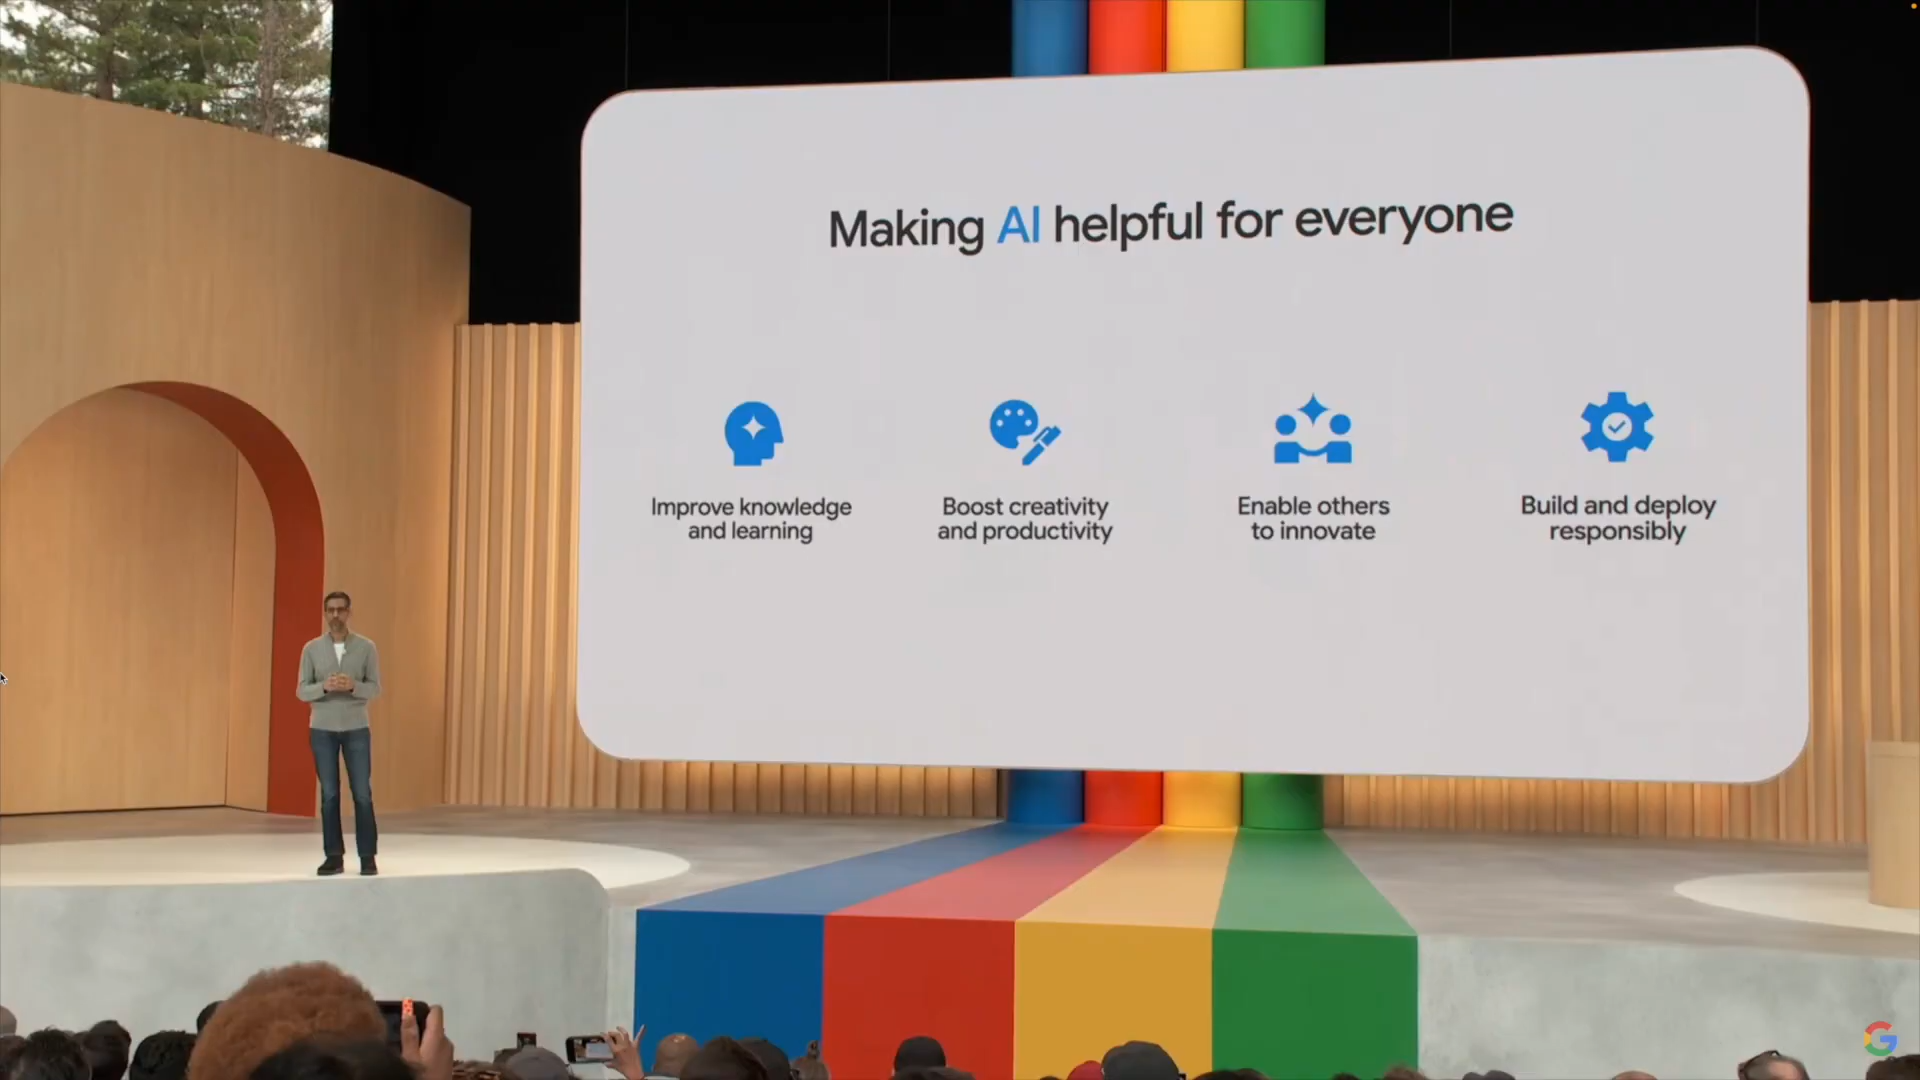 Making AI helpful for everyone
Improve knowledge
and learning
Boost creativity
and productivity
Enable others
to innovate
Build and deploy
responsibly